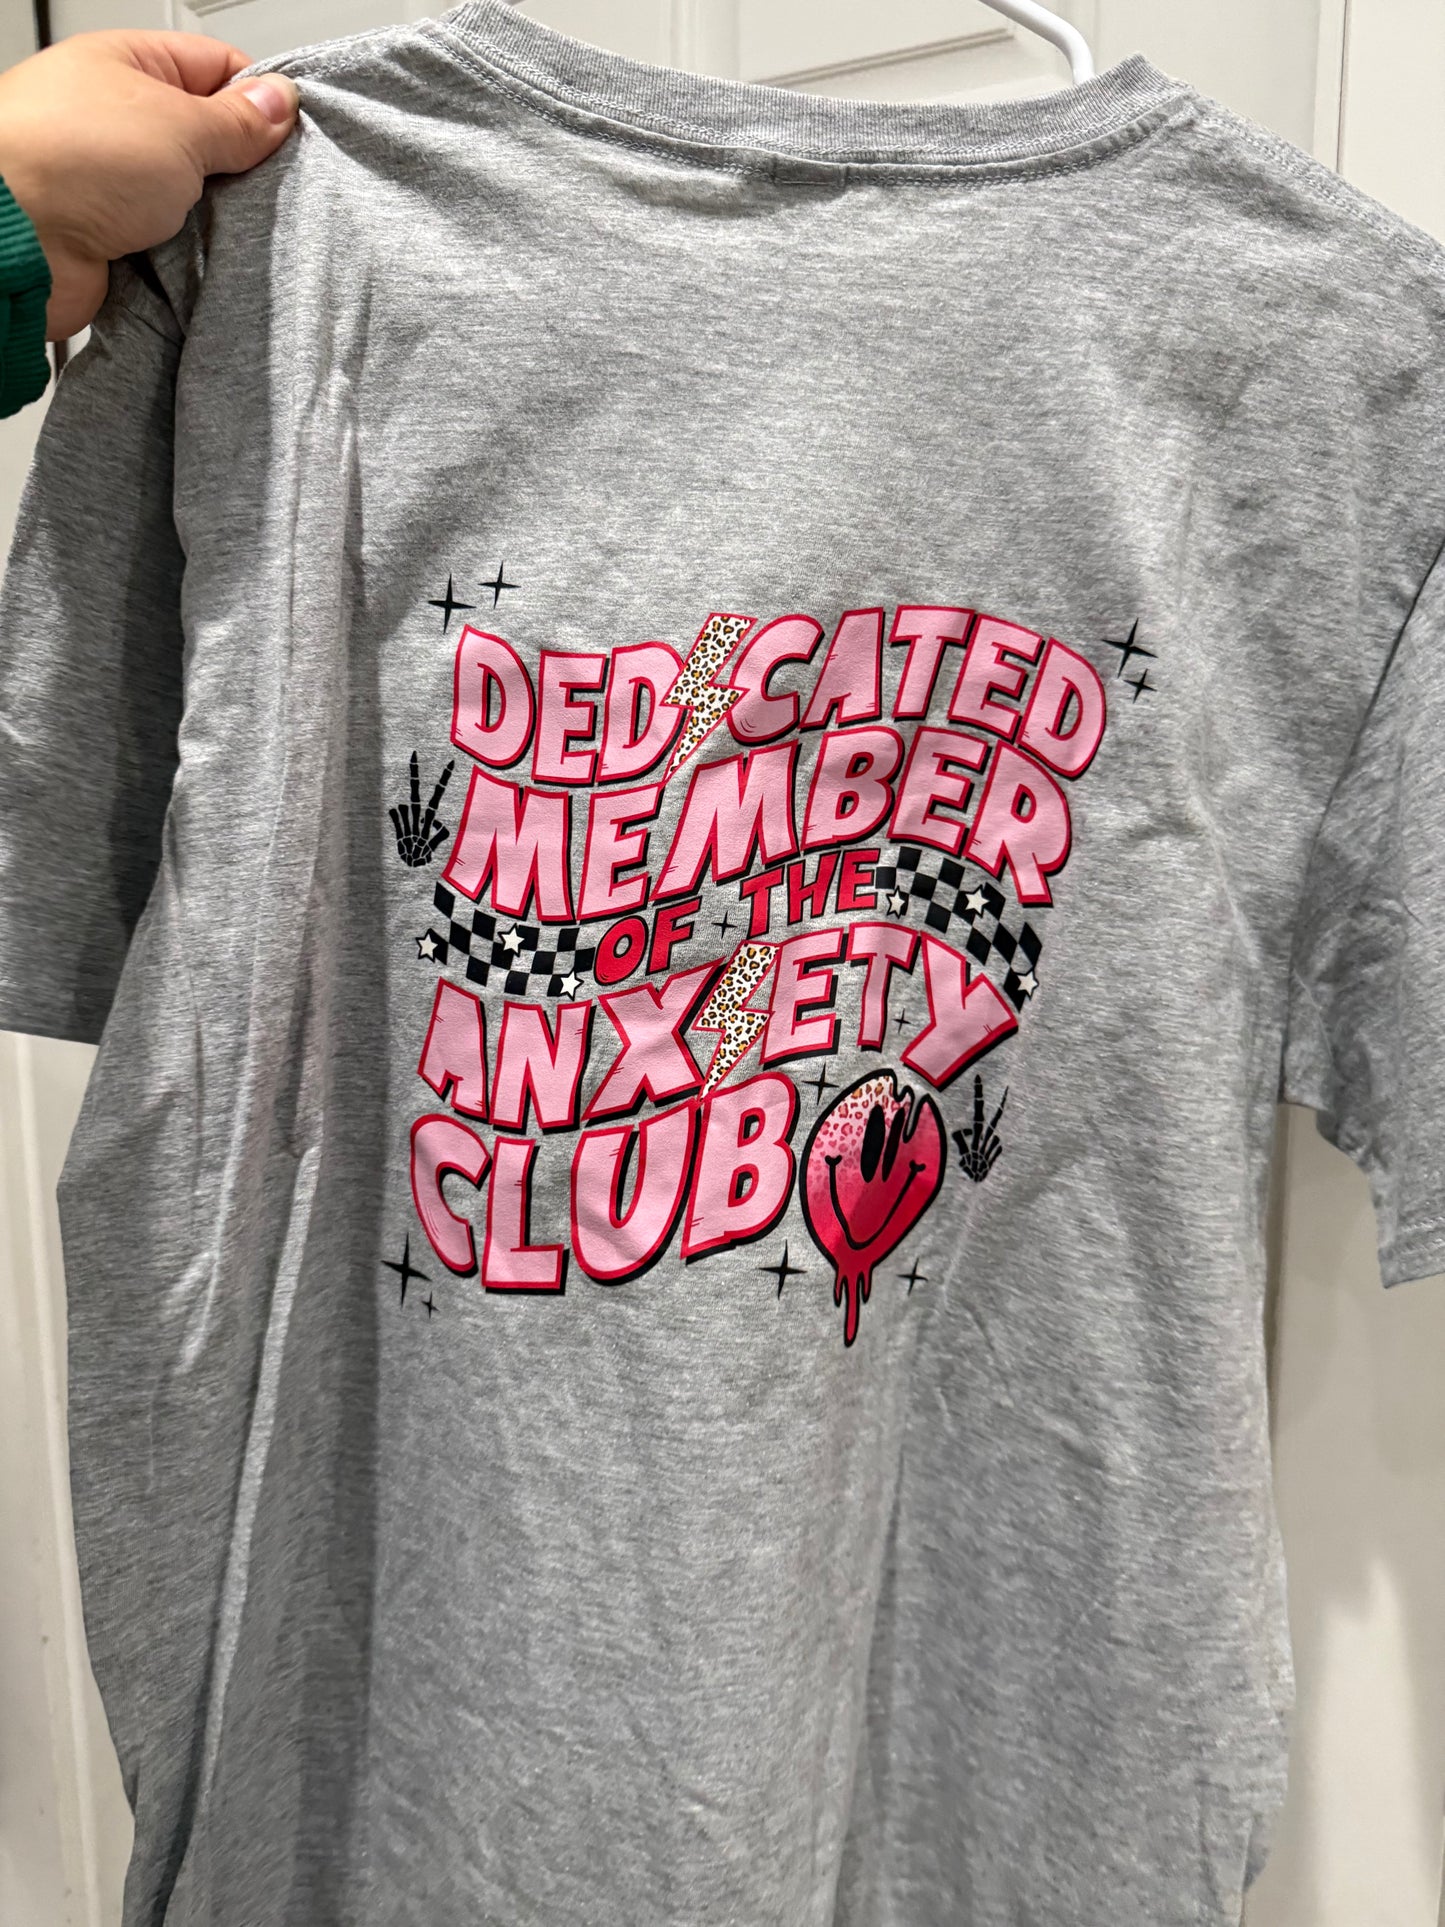 DEDICATED
MEMBER
OF THE
ANXIETY
CLUB